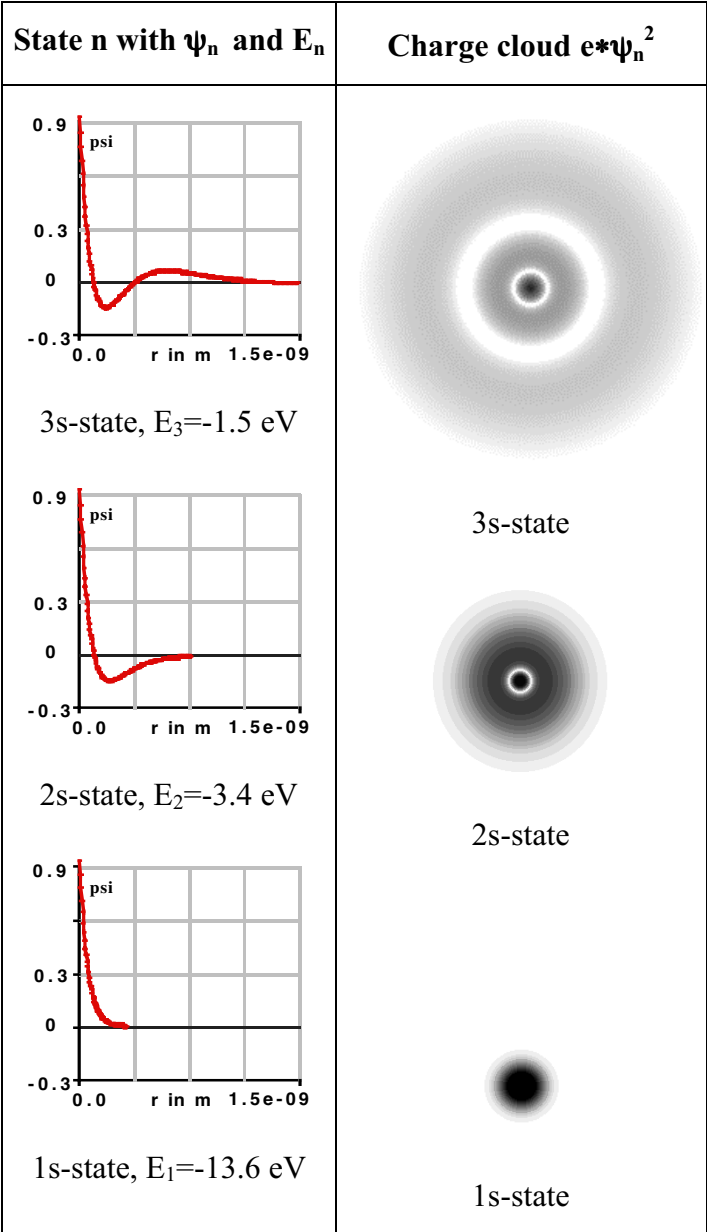 State n with ψn and En
Charge cloud e*ψn²
0.9
psi
0.3
0
-0.3
0.0 r in m 1.5e-09
3s-state, E3=-1.5 eV
3s-state
0.9
psi
0.3
0
-0.3
0.0 r in m 1.5e-09
2s-state, E2=-3.4 eV
2s-state
0.9
psi
0.3
0
-0.3
0.0 r in m 1.5e-09
1s-state, E1=-13.6 eV
1s-state